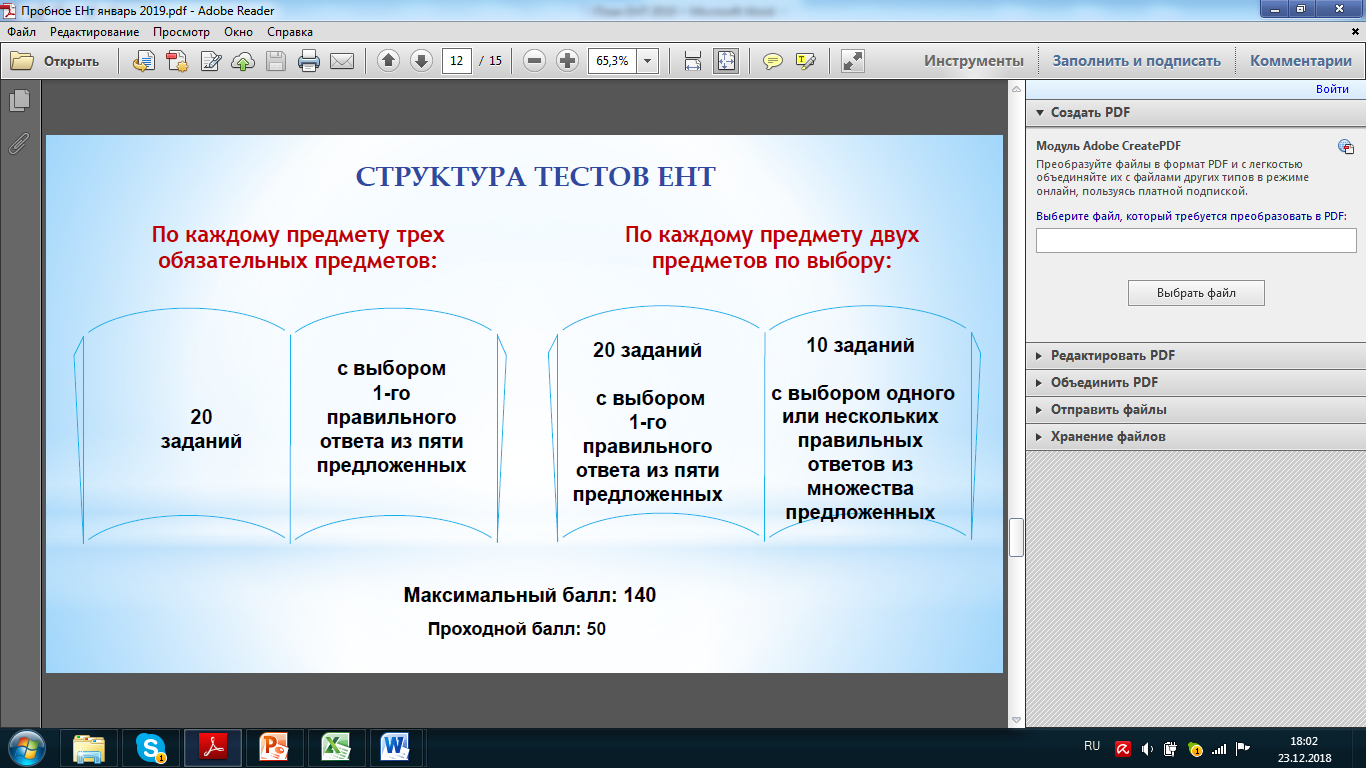 Пробное ЕНт январь 2019.pdf - Adobe Reader
Файл Редактирование Просмотр Окно Справка
Открыть 12 / 15 65,3% Инструменты Заполнить и подписать Комментарии
Войти
Создать PDF
Модуль Adobe CreatePDF
Преобразуйте файлы в формат PDF и с легкостью
объединяйте их с файлами других типов в режиме
онлайн, пользуясь платной подпиской.
Выберите файл, который требуется преобразовать в PDF:
Выбрать файл
Редактировать PDF
Объединить PDF
Отправить файлы
Хранение файлов
СТРУКТУРА ТЕСТОВ ЕНТ
По каждому предмету трех
обязательных предметов:
20
заданий
с выбором
1-го
правильного
ответа из пяти
предложенных
По каждому предмету двух
предметов по выбору:
20 заданий
с выбором
1-го
правильного
ответа из пяти
предложенных
10 заданий
с выбором одного
или нескольких
правильных
ответов из
множества
предложенных
Максимальный балл: 140
Проходной балл: 50
RU
18:02
23.12.2018